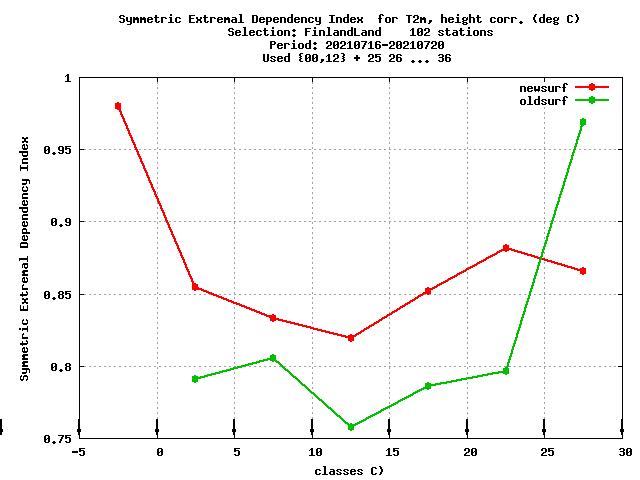 Symmetric Extremal Dependency Index  for T2m, height corr. (deg C)
Selection: FinlandLand    102 stations
Period: 20210716-20210720
Used {00,12} + 25 26 ... 36
newsurf
oldsurf
Symmetric Extremal Dependency Index
1
0.95
0.9
0.85
0.8
0.75
-5 0 5 10 15 20 25 30
classes C)